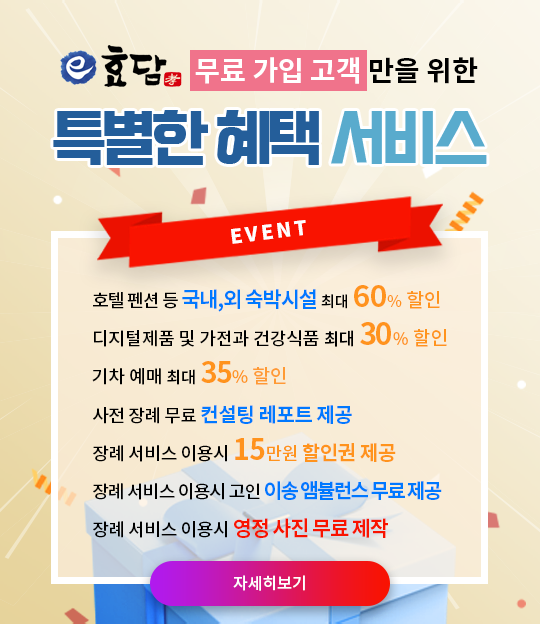 e 효담 孝 무료 가입 고객만을 위한
특별한 혜택 서비스
EVENT
호텔 펜션 등 국내,외 숙박시설 최대 60% 할인
디지털제품 및 가전과 건강식품 최대 30% 할인
기차 예매 최대 35% 할인
사전 장례 무료 컨설팅 레포트 제공
장례 서비스 이용시 15만원 할인권 제공
장례 서비스 이용시 고인 이송 앰뷸런스 무료 제공
장례 서비스 이용시 영정 사진 무료 제작
자세히보기